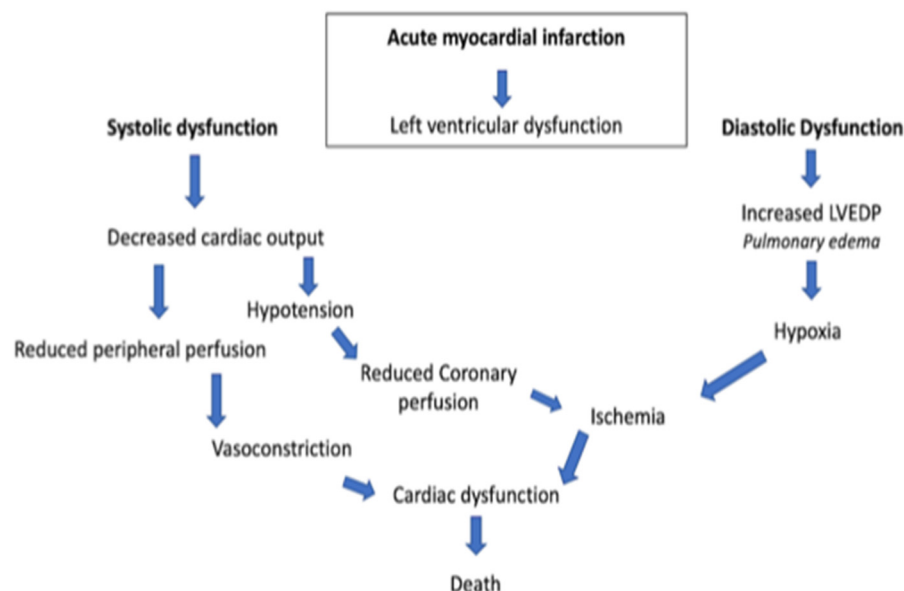 Acute myocardial infarction
Left ventricular dysfunction
Systolic dysfunction
Diastolic Dysfunction
Decreased cardiac output
Increased LVEDP
Pulmonary edema
Hypotension
Reduced peripheral perfusion
Hypoxia
Reduced Coronary
perfusion
Ischemia
Vasoconstriction
Cardiac dysfunction
Death